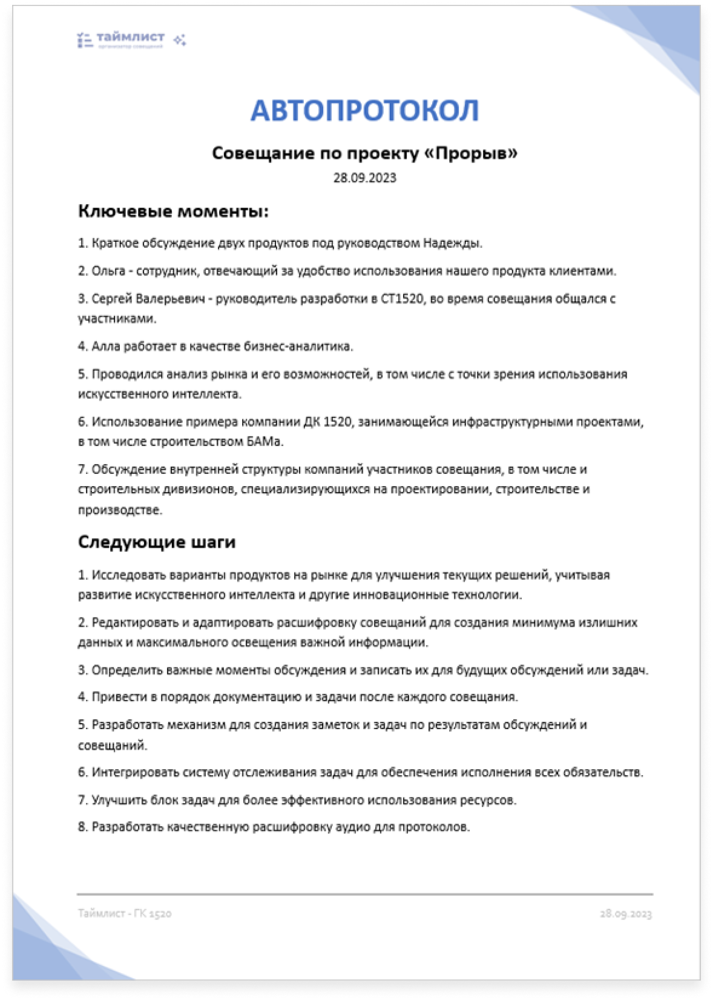 таймлист
организатор совещаний
АВТОПРОТОКОЛ
Совещание по проекту «Прорыв»
28.09.2023
Ключевые моменты:
1. Краткое обсуждение двух продуктов под руководством Надежды.
2. Ольга - сотрудник, отвечающий за удобство использования нашего продукта клиентами.
3. Сергей Валерьевич - руководитель разработки в СТ1520, во время совещания общался с
участниками.
4. Алла работает в качестве бизнес-аналитика.
5. Проводился анализ рынка и его возможностей, в том числе с точки зрения использования
искусственного интеллекта.
6. Использование примера компании ДК 1520, занимающейся инфраструктурными проектами,
в том числе строительством БАМа.
7. Обсуждение внутренней структуры компаний участников совещания, в том числе и
строительных дивизионов, специализирующихся на проектировании, строительстве и
производстве.
Следующие шаги
1. Исследовать варианты продуктов на рынке для улучшения текущих решений, учитывая
развитие искусственного интеллекта и другие инновационные технологии.
2. Редактировать и адаптировать расшифровку совещаний для создания минимума излишних
данных и максимального освещения важной информации.
3. Определить важные моменты обсуждения и записать их для будущих обсуждений или задач.
4. Привести в порядок документацию и задачи после каждого совещания.
5. Разработать механизм для создания заметок и задач по результатам обсуждений и
совещаний.
6. Интегрировать систему отслеживания задач для обеспечения исполнения всех обязательств.
7. Улучшить блок задач для более эффективного использования ресурсов.
8. Разработать качественную расшифровку аудио для протоколов.
Таймлист - ГК 1520
28.09.2023